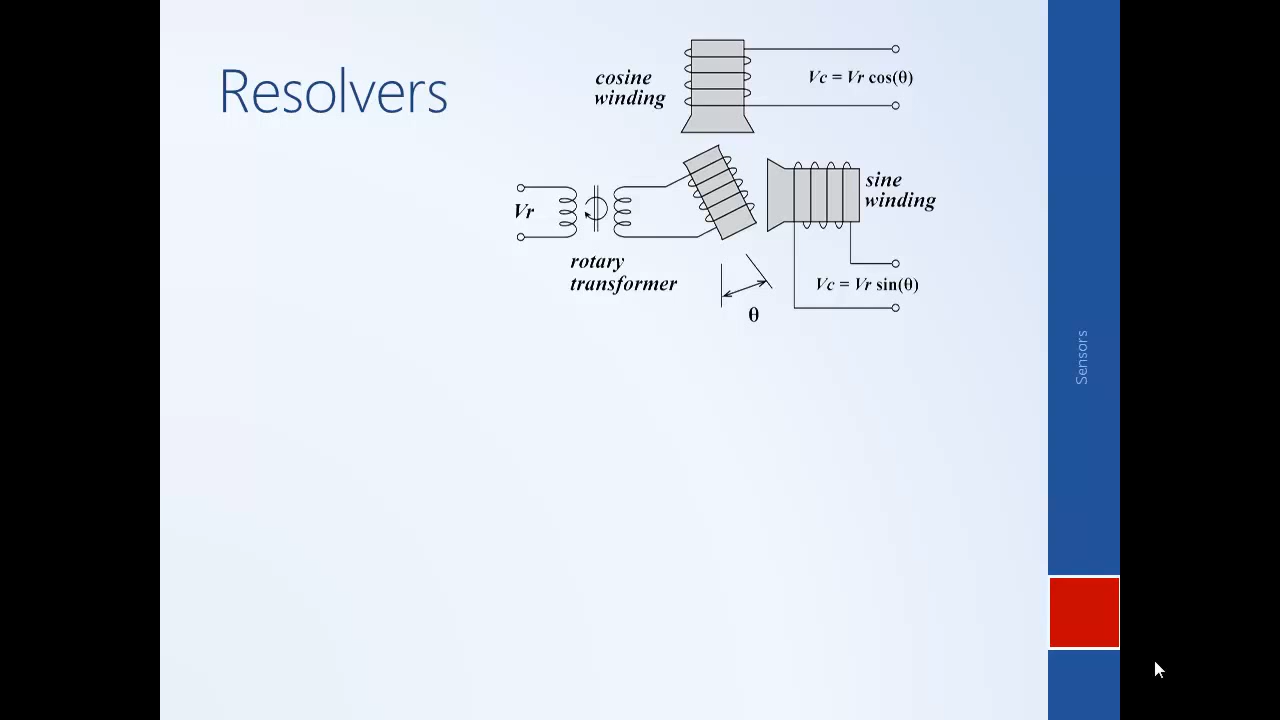 Resolvers
cosine
winding
Vc = Vr cos(θ)
sine
winding
Vr
rotary
transformer
Vc = Vr sin(θ)
θ
Sensors